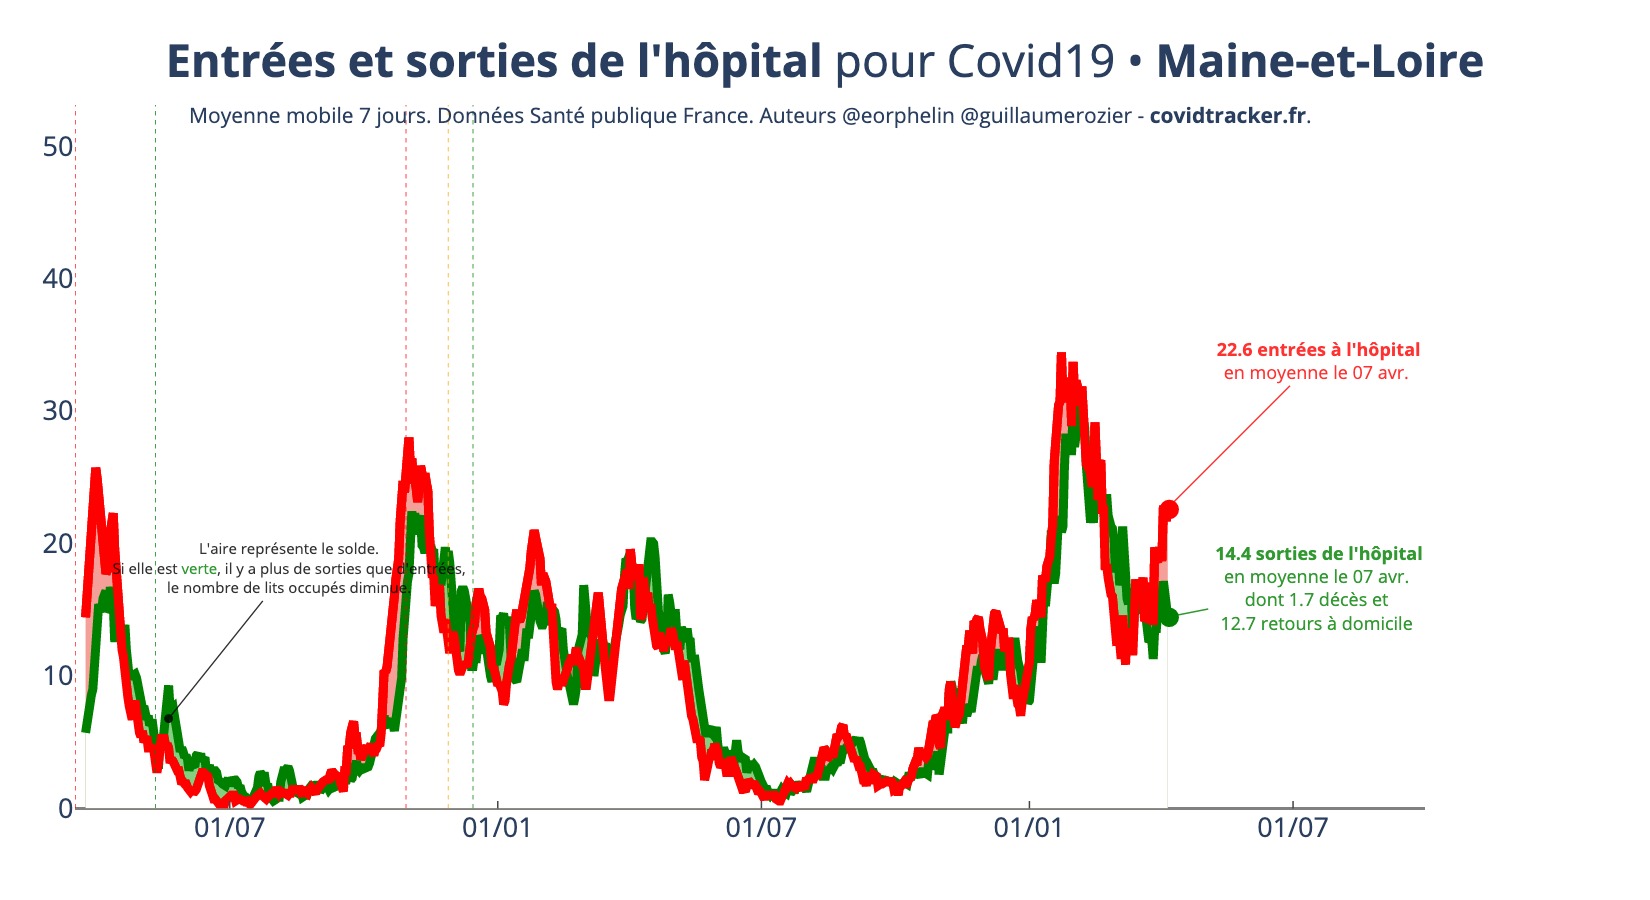 Entrées et sorties de l'hôpital pour Covid19 • Maine-et-Loire
Moyenne mobile 7 jours. Données Santé publique France. Auteurs @eorphelin @guillaumerozier - covidtracker.fr.
50
40
30
20
10
0
22.6 entrées à l'hôpital
en moyenne le 07 avr.
L'aire représente le solde.
Si elle est verte, il y a plus de sorties que d'entrées,
le nombre de lits occupés diminue.
14.4 sorties de l'hôpital
en moyenne le 07 avr.
dont 1.7 décès et
12.7 retours à domicile
01/07
01/01
01/07
01/01
01/07